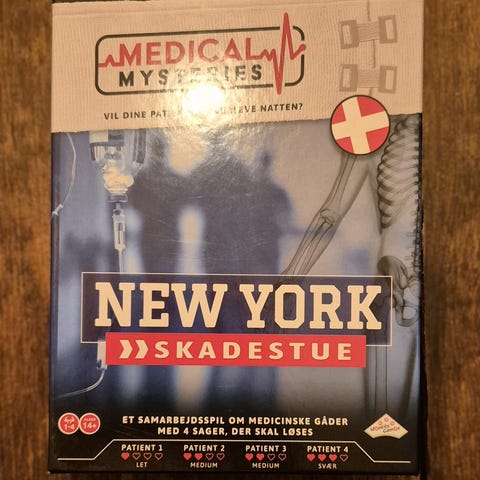 MEDICAL
MYSTERIES
VIL DINE NATTEN?
NEW YORK
SKADESTUE
1-4
14+
ET SAMARBEJDSSPIL OM MEDICINSKE GÅDER
MED 4 SAGER, DER SKAL LØSES
PATIENT 1 PATIENT 2 PATIENT 3 PATIENT 4
LET MEDIUM MEDIUM SVÆR